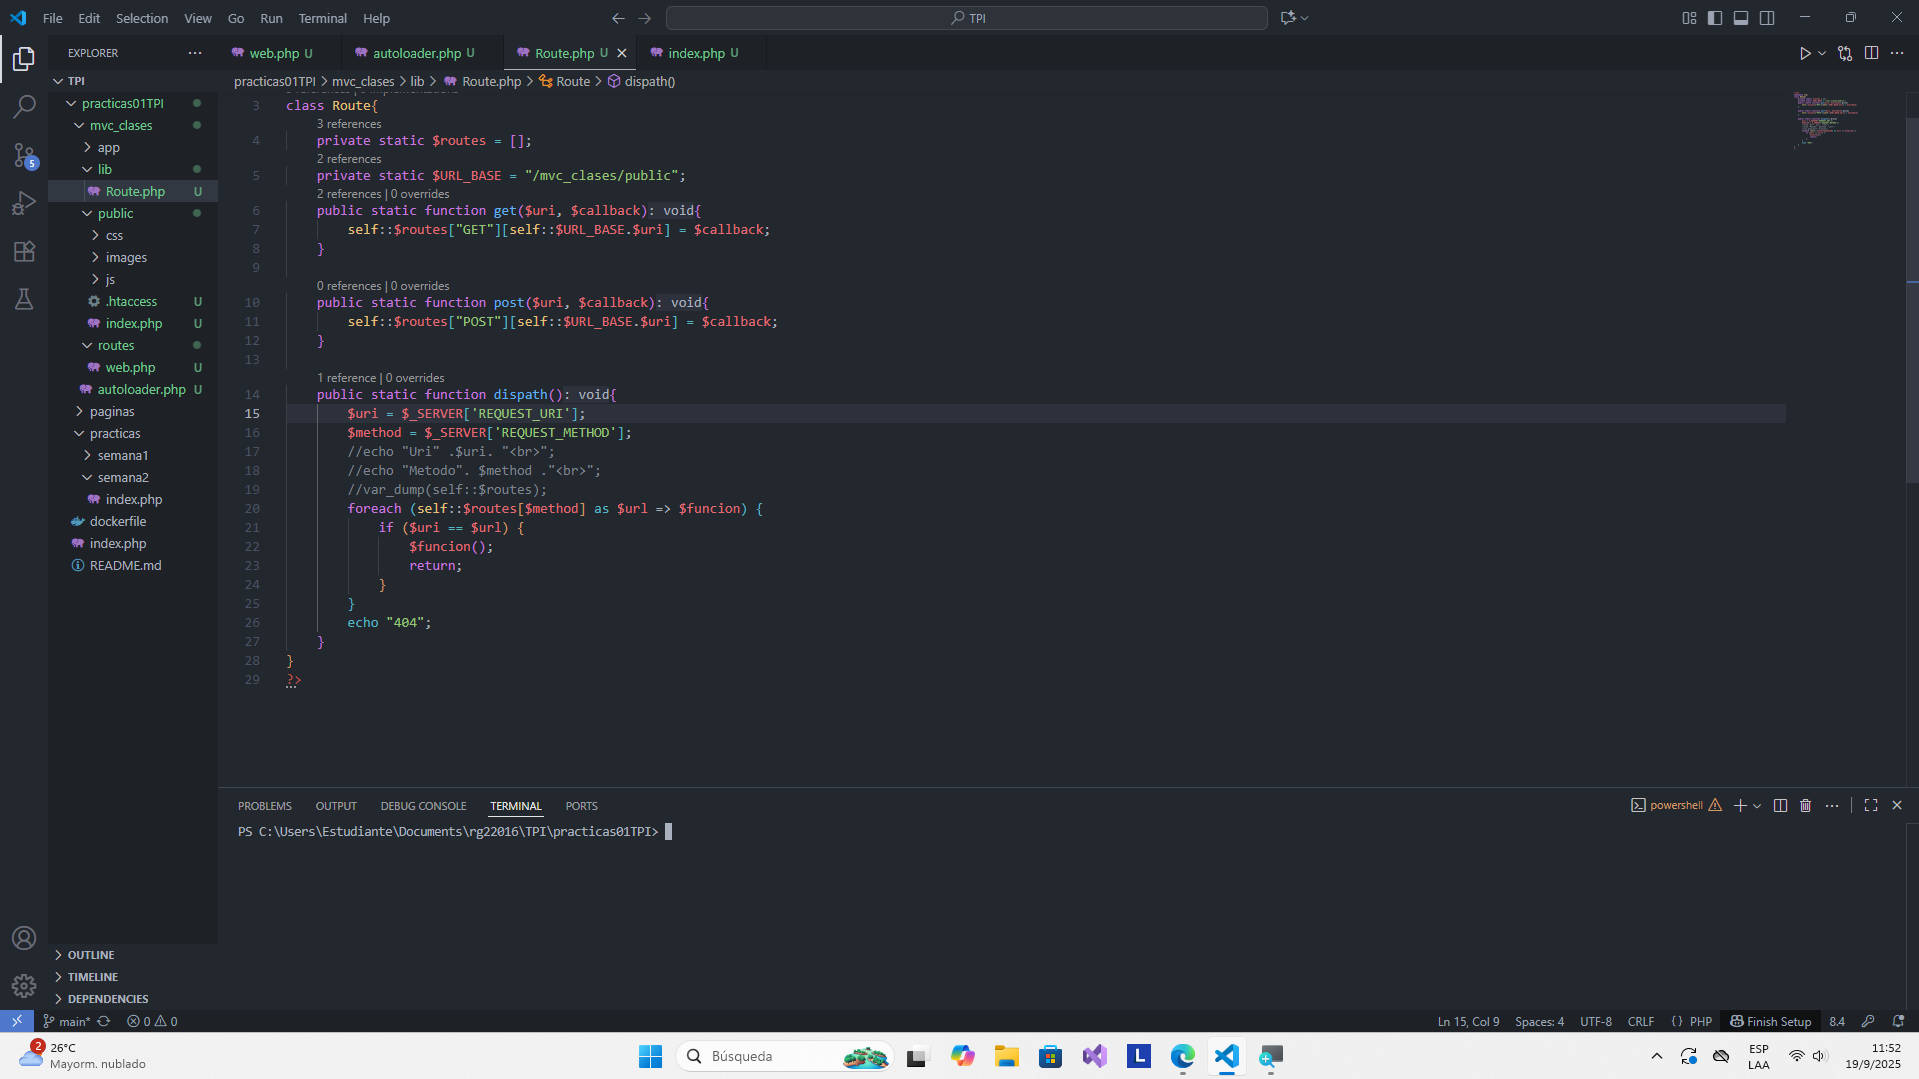 File Edit Selection View Go Run Terminal Help
TPI
EXPLORER
web.php U
autoloader.php U
Route.php U
index.php U
TPI
practicas01TPI > mvc_clases > lib > Route.php > Route > dispath()
practicas01TPI
mvc_clases
app
lib
Route.php U
public
css
images
js
.htaccess U
index.php U
routes
web.php U
autoloader.php U
paginas
practicas
semana1
semana2
index.php
dockerfile
index.php
README.md
OUTLINE
TIMELINE
DEPENDENCIES
5
3 class Route{
3 references
4 private static $routes = [];
2 references
5 private static $URL_BASE = "/mvc_clases/public";
2 references | 0 overrides
6 public static function get($uri, $callback): void{
7 self::$routes["GET"][self::$URL_BASE.$uri] = $callback;
8 }
9
0 references | 0 overrides
10 public static function post($uri, $callback): void{
11 self::$routes["POST"][self::$URL_BASE.$uri] = $callback;
12 }
13
1 reference | 0 overrides
14 public static function dispath(): void{
15 $uri = $_SERVER['REQUEST_URI'];
16 $method = $_SERVER['REQUEST_METHOD'];
17 //echo "Uri" .$uri. "<br>";
18 //echo "Metodo". $method ."<br>";
19 //var_dump(self::$routes);
20 foreach (self::$routes[$method] as $url => $funcion) {
21 if ($uri == $url) {
22 $funcion();
23 return;
24 }
25 }
26 echo "404";
27 }
28 }
29 ?>
PROBLEMS OUTPUT DEBUG CONSOLE TERMINAL PORTS
powershell
PS C:\Users\Estudiante\Documents\rg22016\TPI\practicas01TPI>
main* 0 0
Ln 15, Col 9 Spaces: 4 UTF-8 CRLF {} PHP Finish Setup 8.4
2
26°C
Mayorm. nublado
Búsqueda
L
ESP
LAA
11:52
19/9/2025